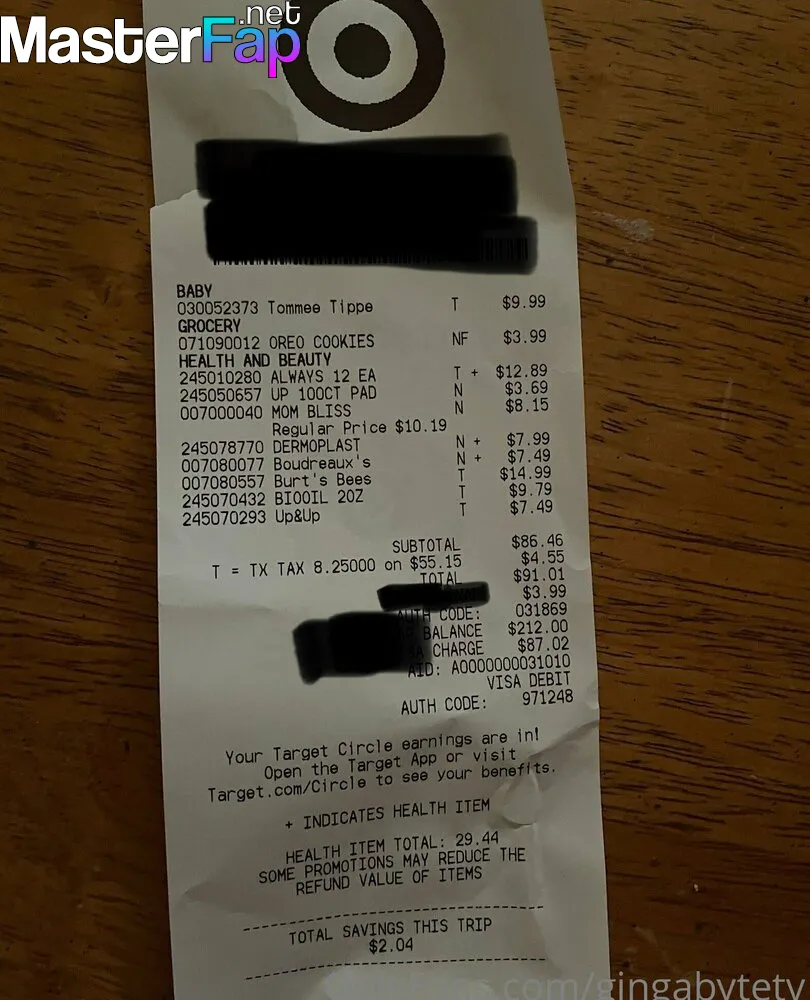 MasterFap.net
BABY
030052373 Tommee Tippe T $9.99
GROCERY
071090012 OREO COOKIES NF $3.99
HEALTH AND BEAUTY
245010280 ALWAYS 12 EA T + $12.89
245050657 UP 100CT PAD N $3.69
007000040 MOM BLISS N $8.15
Regular Price $10.19
245078770 DERMOPLAST N + $7.99
007080077 Boudreaux's N + $7.49
007080557 Burt's Bees T $14.99
245070432 BIOOIL 2OZ T $9.79
245070293 Up&Up T $7.49
SUBTOTAL $86.46
T = TX TAX 8.25000 on $55.15 $4.55
TOTAL $91.01
$3.99
AUTH CODE: 031869
BALANCE $212.00
CHARGE $87.02
AID: A0000000031010
VISA DEBIT
AUTH CODE: 971248
Your Target Circle earnings are in!
Open the Target App or visit
Target.com/Circle to see your benefits.
+ INDICATES HEALTH ITEM
HEALTH ITEM TOTAL: 29.44
SOME PROMOTIONS MAY REDUCE THE
REFUND VALUE OF ITEMS
TOTAL SAVINGS THIS TRIP
$2.04
.com/gingabytetv